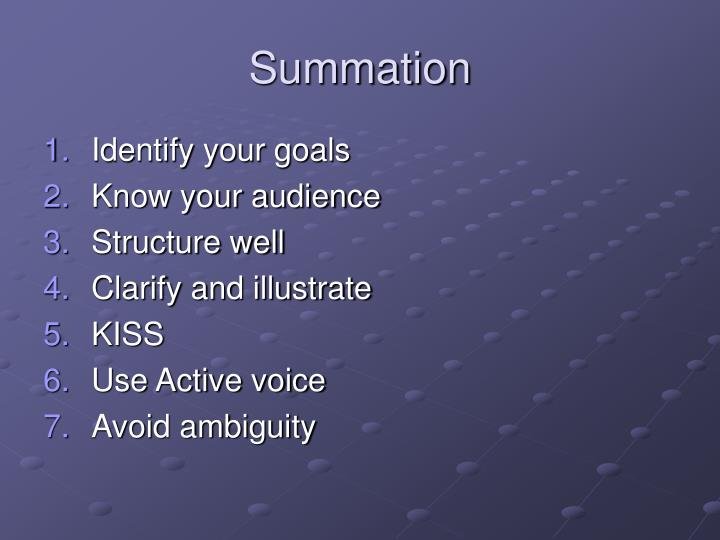 Summation
1. Identify your goals
2. Know your audience
3. Structure well
4. Clarify and illustrate
5. KISS
6. Use Active voice
7. Avoid ambiguity